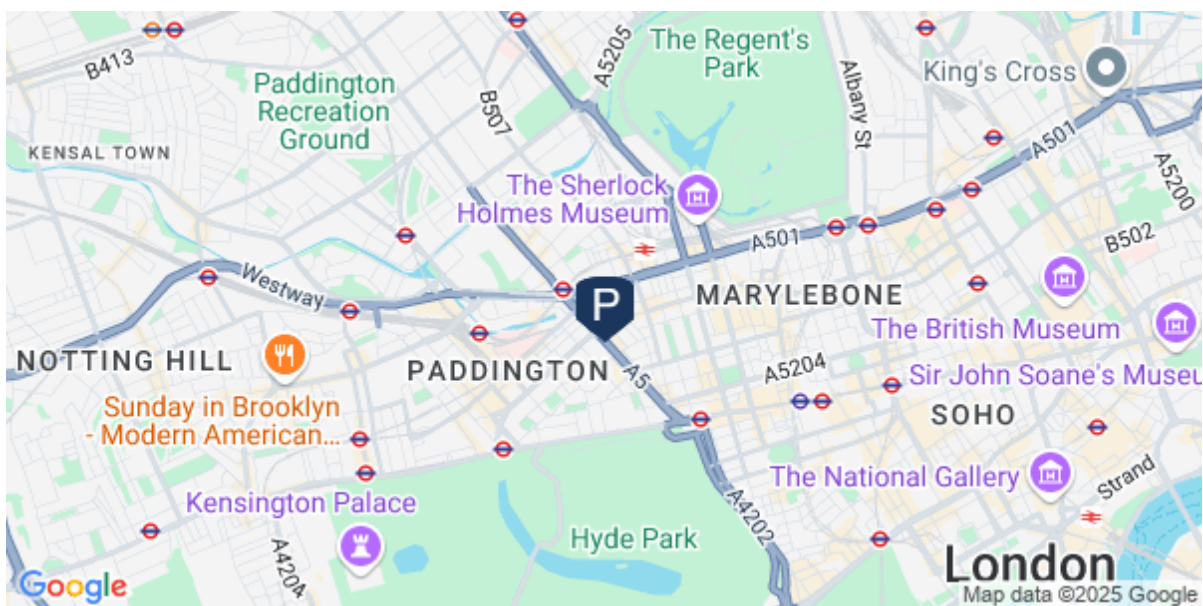 B413
A5205
The Regent's
Park
Albany St
King's Cross
Paddington
Recreation
Ground
B507
KENSAL TOWN
A501
A5200
The Sherlock
Holmes Museum
A501
B502
Westway
P
MARYLEBONE
The British Museum
NOTTING HILL
PADDINGTON
A5
A5204
Sir John Soane's Museu
Sunday in Brooklyn
- Modern American...
SOHO
The National Gallery
Strand
Kensington Palace
A4202
A4204
Hyde Park
London
Google
Map data ©2025 Google